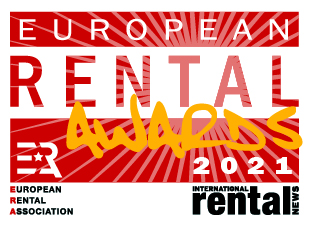 EUROPEAN
RENTAL
AWARDS
ER
2021
EUROPEAN
RENTAL
ASSOCIATION
INTERNATIONAL
rental
NEWS